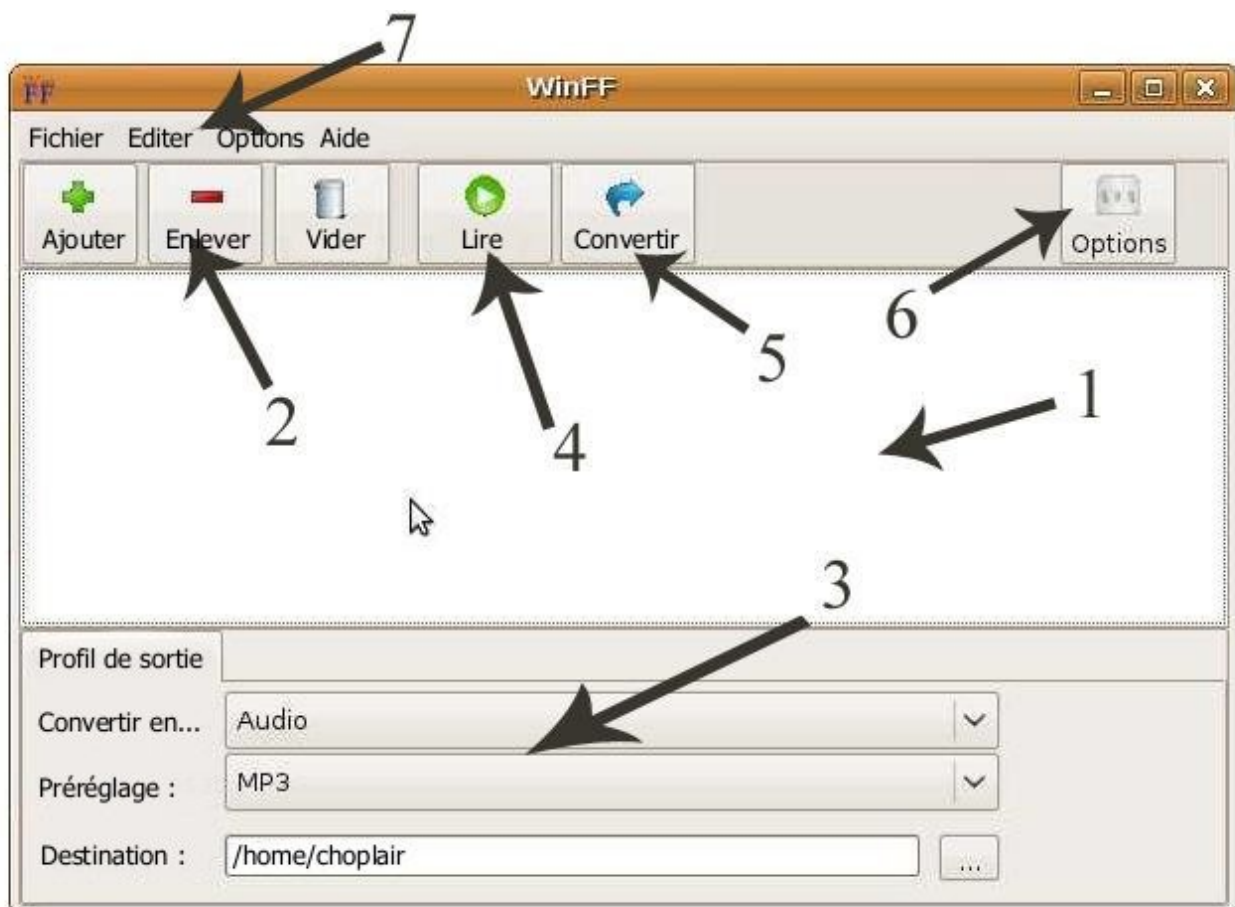 7
FF WinFF
Fichier Editer Options Aide
Ajouter Enlever Vider Lire Convertir Options
6
5
1
2
4
3
Profil de sortie
Convertir en... Audio
Préréglage : MP3
Destination : /home/choplair ...